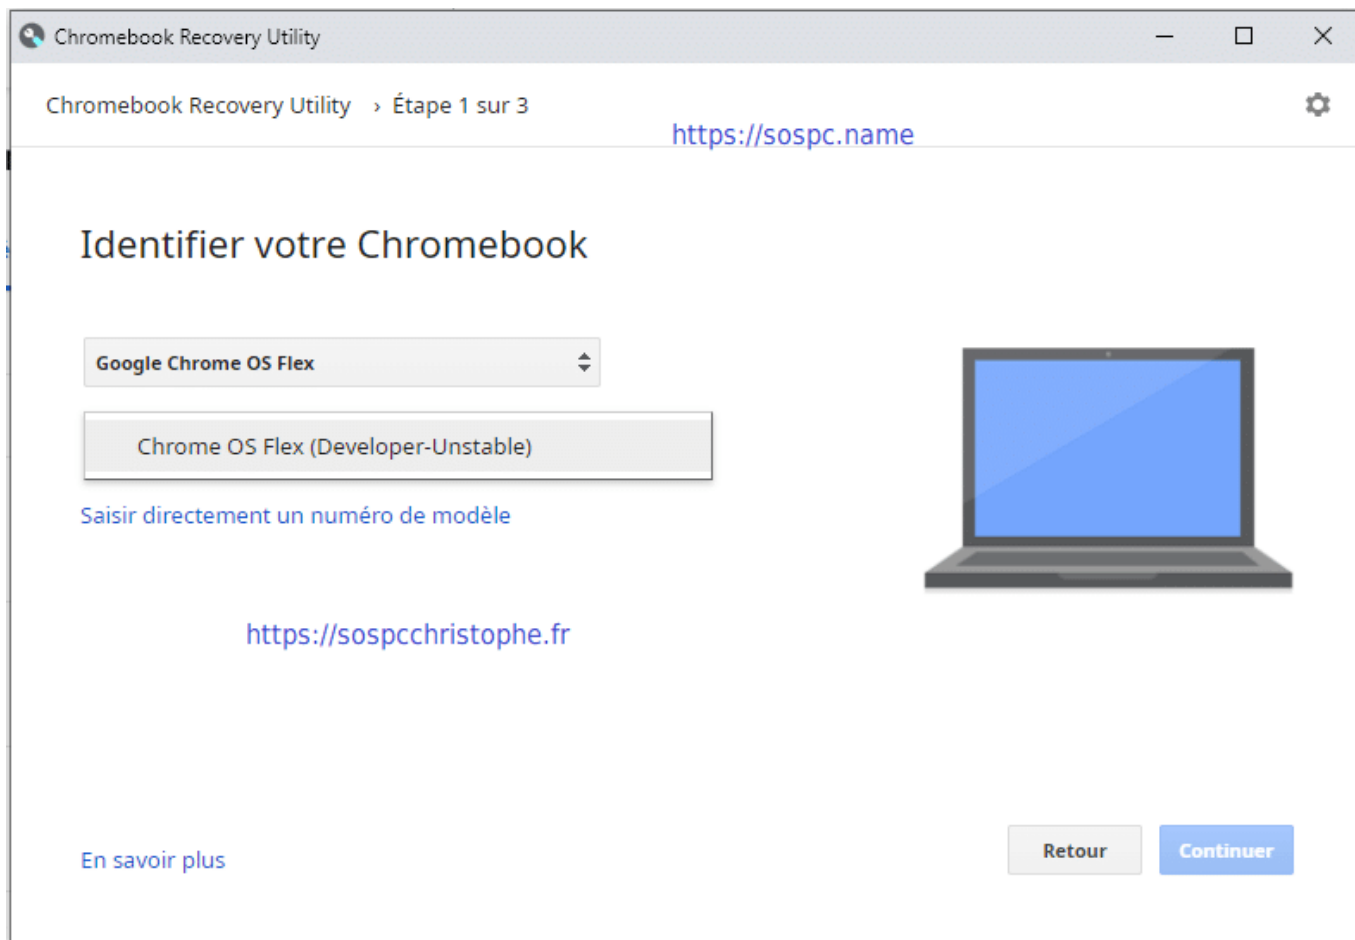 Chromebook Recovery Utility
Chromebook Recovery Utility › Étape 1 sur 3
https://sospc.name
Identifier votre Chromebook
Google Chrome OS Flex
Chrome OS Flex (Developer-Unstable)
Saisir directement un numéro de modèle
https://sospcchristophe.fr
Retour
Continuer
En savoir plus